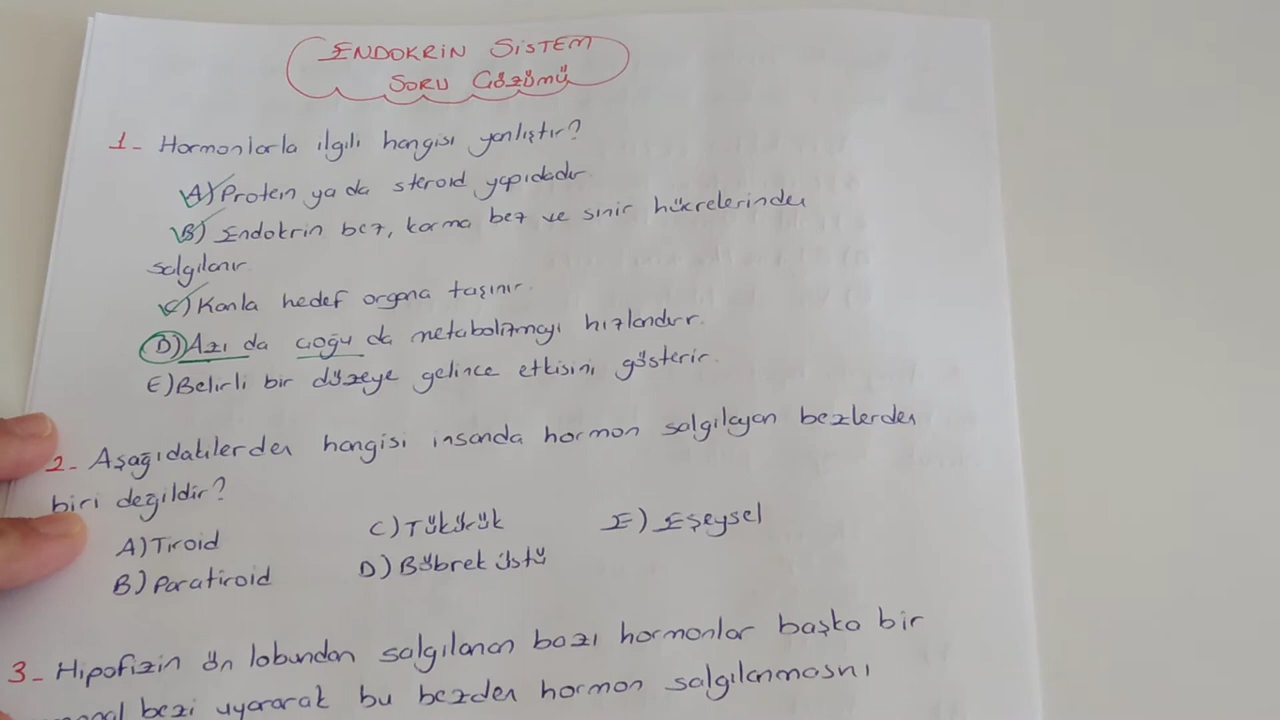 ENDOKRİN SİSTEM
SORU ÇÖZÜMÜ
1- Hormonlarla ilgili hangisi yanlıştır?
A) Protein ya da steroid yapıdadır.
B) Endokrin bez, karma bez ve sinir hücrelerinden
salgılanır.
C) Kanla hedef organa taşınır.
D) Azı da çoğu da metabolizmayı hızlandırır.
E) Belirli bir düzeye gelince etkisini gösterir.
2- Aşağıdakilerden hangisi insanda hormon salgılayan bezlerden
biri değildir?
A) Tiroid
C) Tükürük
E) Eşeysel
B) Paratiroid
D) Böbrek üstü
3- Hipofizin ön lobundan salgılanan bazı hormonlar başka bir
bezi uyararak bu bezden hormon salgılanmasını